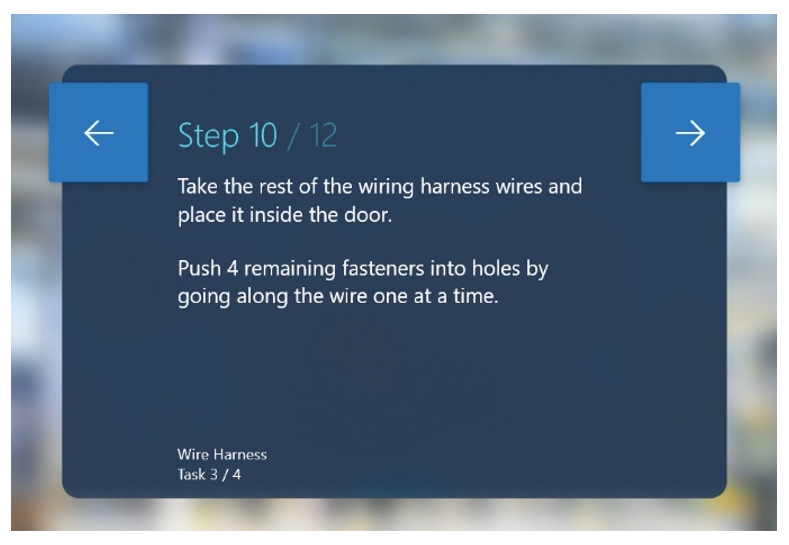 Step 10 / 12
Take the rest of the wiring harness wires and
place it inside the door.
Push 4 remaining fasteners into holes by
going along the wire one at a time.
Wire Harness
Task 3 / 4